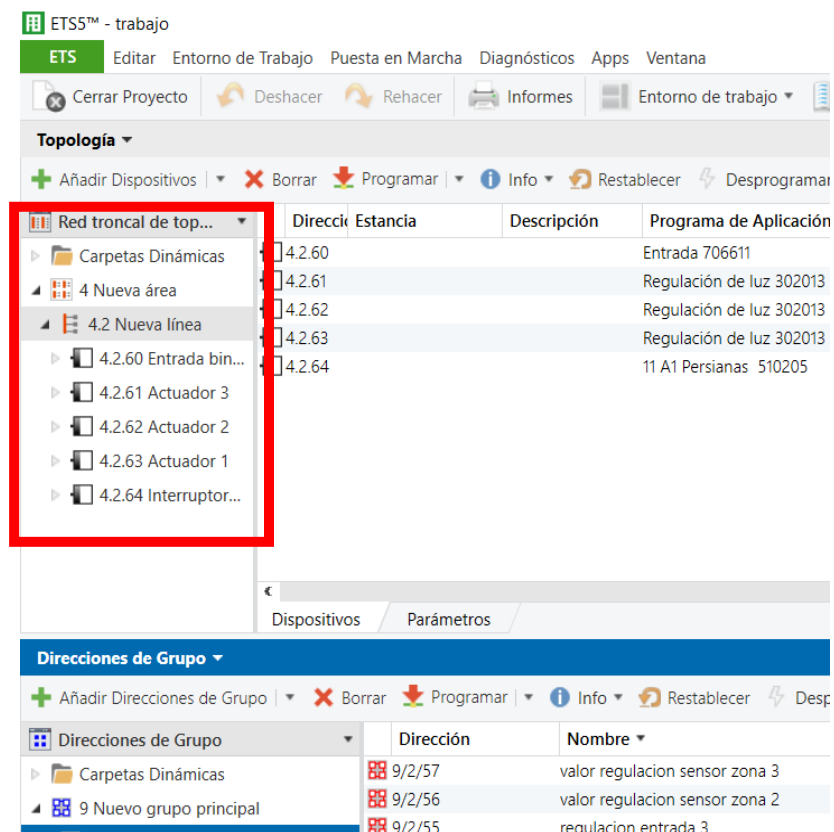 ETS5™ - trabajo
ETS Editar Entorno de Trabajo Puesta en Marcha Diagnósticos Apps Ventana
Cerrar Proyecto Deshacer Rehacer Informes Entorno de trabajo
Topología
Añadir Dispositivos Borrar Programar Info Restablecer Desprogramar
Red troncal de top... Direcció Estancia Descripción Programa de Aplicación
Carpetas Dinámicas
4 Nueva área
4.2 Nueva línea
4.2.60 Entrada bin...
4.2.61 Actuador 3
4.2.62 Actuador 2
4.2.63 Actuador 1
4.2.64 Interruptor...
4.2.60 Entrada 706611
4.2.61 Regulación de luz 302013
4.2.62 Regulación de luz 302013
4.2.63 Regulación de luz 302013
4.2.64 11 A1 Persianas 510205
Dispositivos Parámetros
Direcciones de Grupo
Añadir Direcciones de Grupo Borrar Programar Info Restablecer Desp
Direcciones de Grupo Dirección Nombre
Carpetas Dinámicas
9 Nuevo grupo principal
9/2/57 valor regulacion sensor zona 3
9/2/56 valor regulacion sensor zona 2
9/2/55 regulacion entrada 3